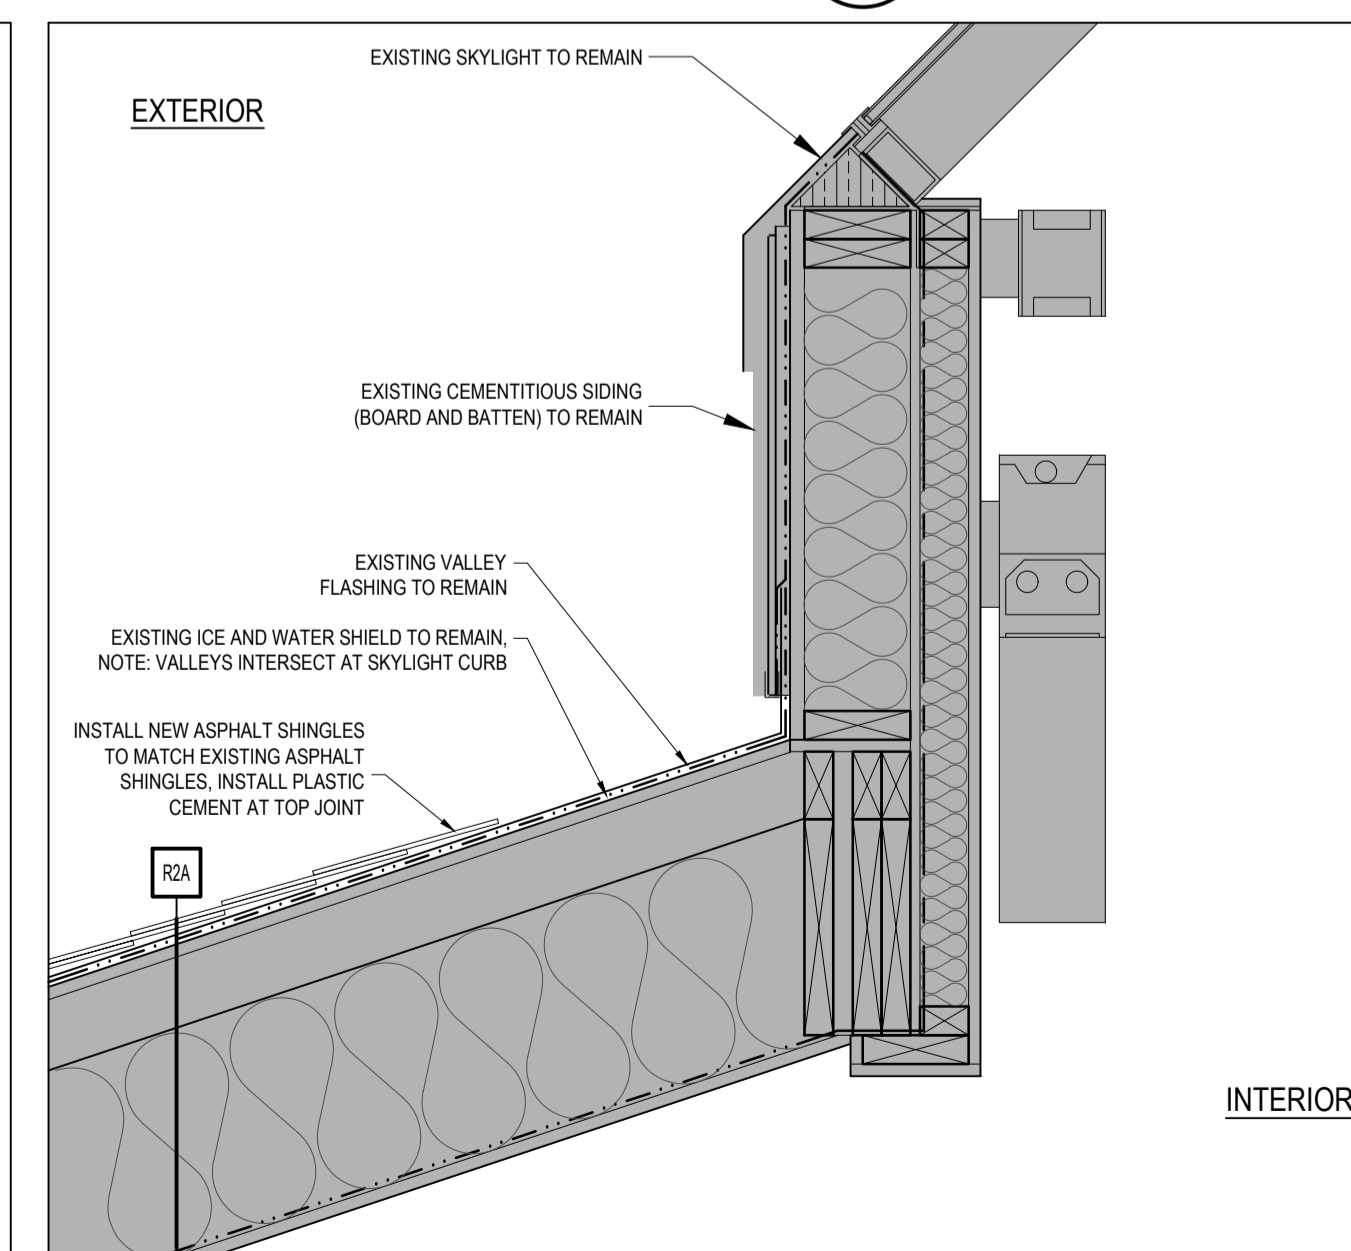 EXISTING SKYLIGHT TO REMAIN
EXTERIOR
EXISTING CEMENTITIOUS SIDING
(BOARD AND BATTEN) TO REMAIN
EXISTING VALLEY
FLASHING TO REMAIN
EXISTING ICE AND WATER SHIELD TO REMAIN,
NOTE: VALLEYS INTERSECT AT SKYLIGHT CURB
INSTALL NEW ASPHALT SHINGLES
TO MATCH EXISTING ASPHALT
SHINGLES, INSTALL PLASTIC
CEMENT AT TOP JOINT
R2A
INTERIOR